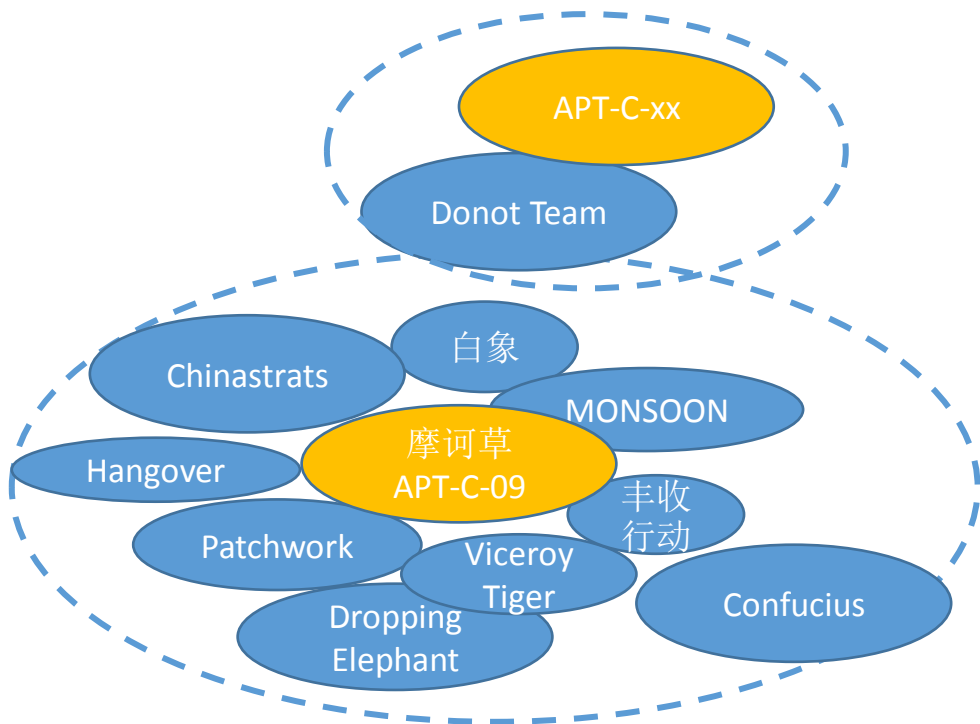 APT-C-xx
Donot Team
白象
Chinastrats
MONSOON
摩诃草
APT-C-09
Hangover
丰收
行动
Patchwork
Viceroy
Tiger
Confucius
Dropping
Elephant